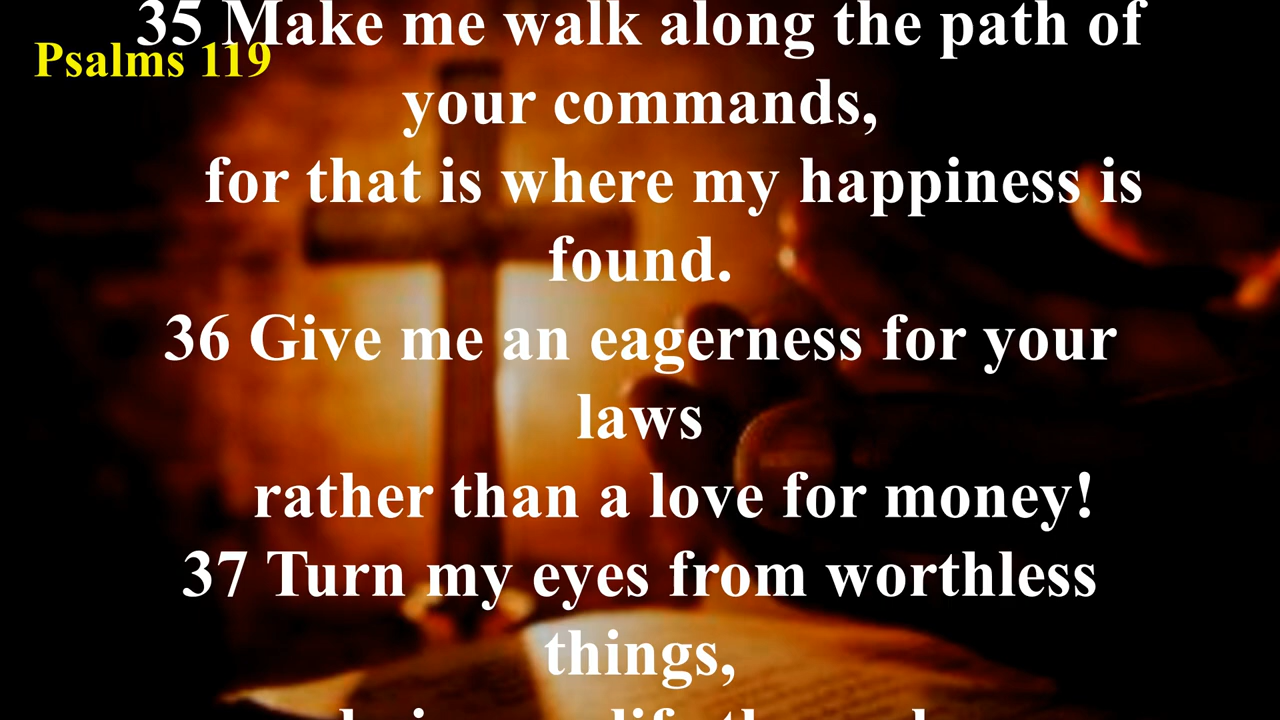 Psalms 119
35 Make me walk along the path of
your commands,
for that is where my happiness is
found.
36 Give me an eagerness for your
laws
rather than a love for money!
37 Turn my eyes from worthless
things,